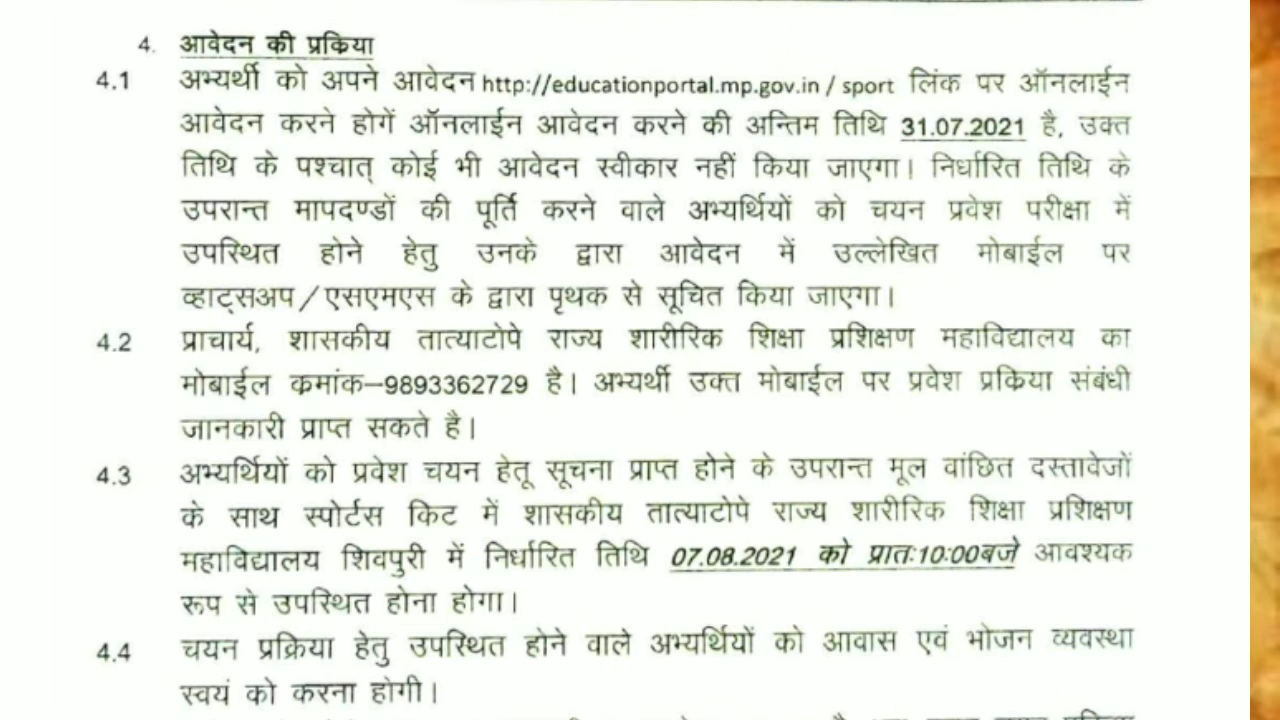 4. आवेदन की प्रक्रिया
4.1 अभ्यर्थी को अपने आवेदन http://educationportal.mp.gov.in / sport लिंक पर ऑनलाईन
आवेदन करने होगें ऑनलाईन आवेदन करने की अन्तिम तिथि 31.07.2021 है, उक्त
तिथि के पश्चात् कोई भी आवेदन स्वीकार नहीं किया जाएगा। निर्धारित तिथि के
उपरान्त मापदण्डों की पूर्ति करने वाले अभ्यर्थियों को चयन प्रवेश परीक्षा में
उपस्थित होने हेतु उनके द्वारा आवेदन में उल्लेखित मोबाईल पर
व्हाट्सअप/एसएमएस के द्वारा पृथक से सूचित किया जाएगा।
4.2 प्राचार्य, शासकीय तात्याटोपे राज्य शारीरिक शिक्षा प्रशिक्षण महाविद्यालय का
मोबाईल क्रमांक–9893362729 है। अभ्यर्थी उक्त मोबाईल पर प्रवेश प्रक्रिया संबंधी
जानकारी प्राप्त सकते है।
4.3 अभ्यर्थियों को प्रवेश चयन हेतू सूचना प्राप्त होने के उपरान्त मूल वांछित दस्तावेजों
के साथ स्पोर्टस किट में शासकीय तात्याटोपे राज्य शारीरिक शिक्षा प्रशिक्षण
महाविद्यालय शिवपुरी में निर्धारित तिथि 07.08.2021 को प्रातः10:00बजे आवश्यक
रूप से उपस्थित होना होगा।
4.4 चयन प्रक्रिया हेतु उपस्थित होने वाले अभ्यर्थियों को आवास एवं भोजन व्यवस्था
स्वयं को करना होगी।